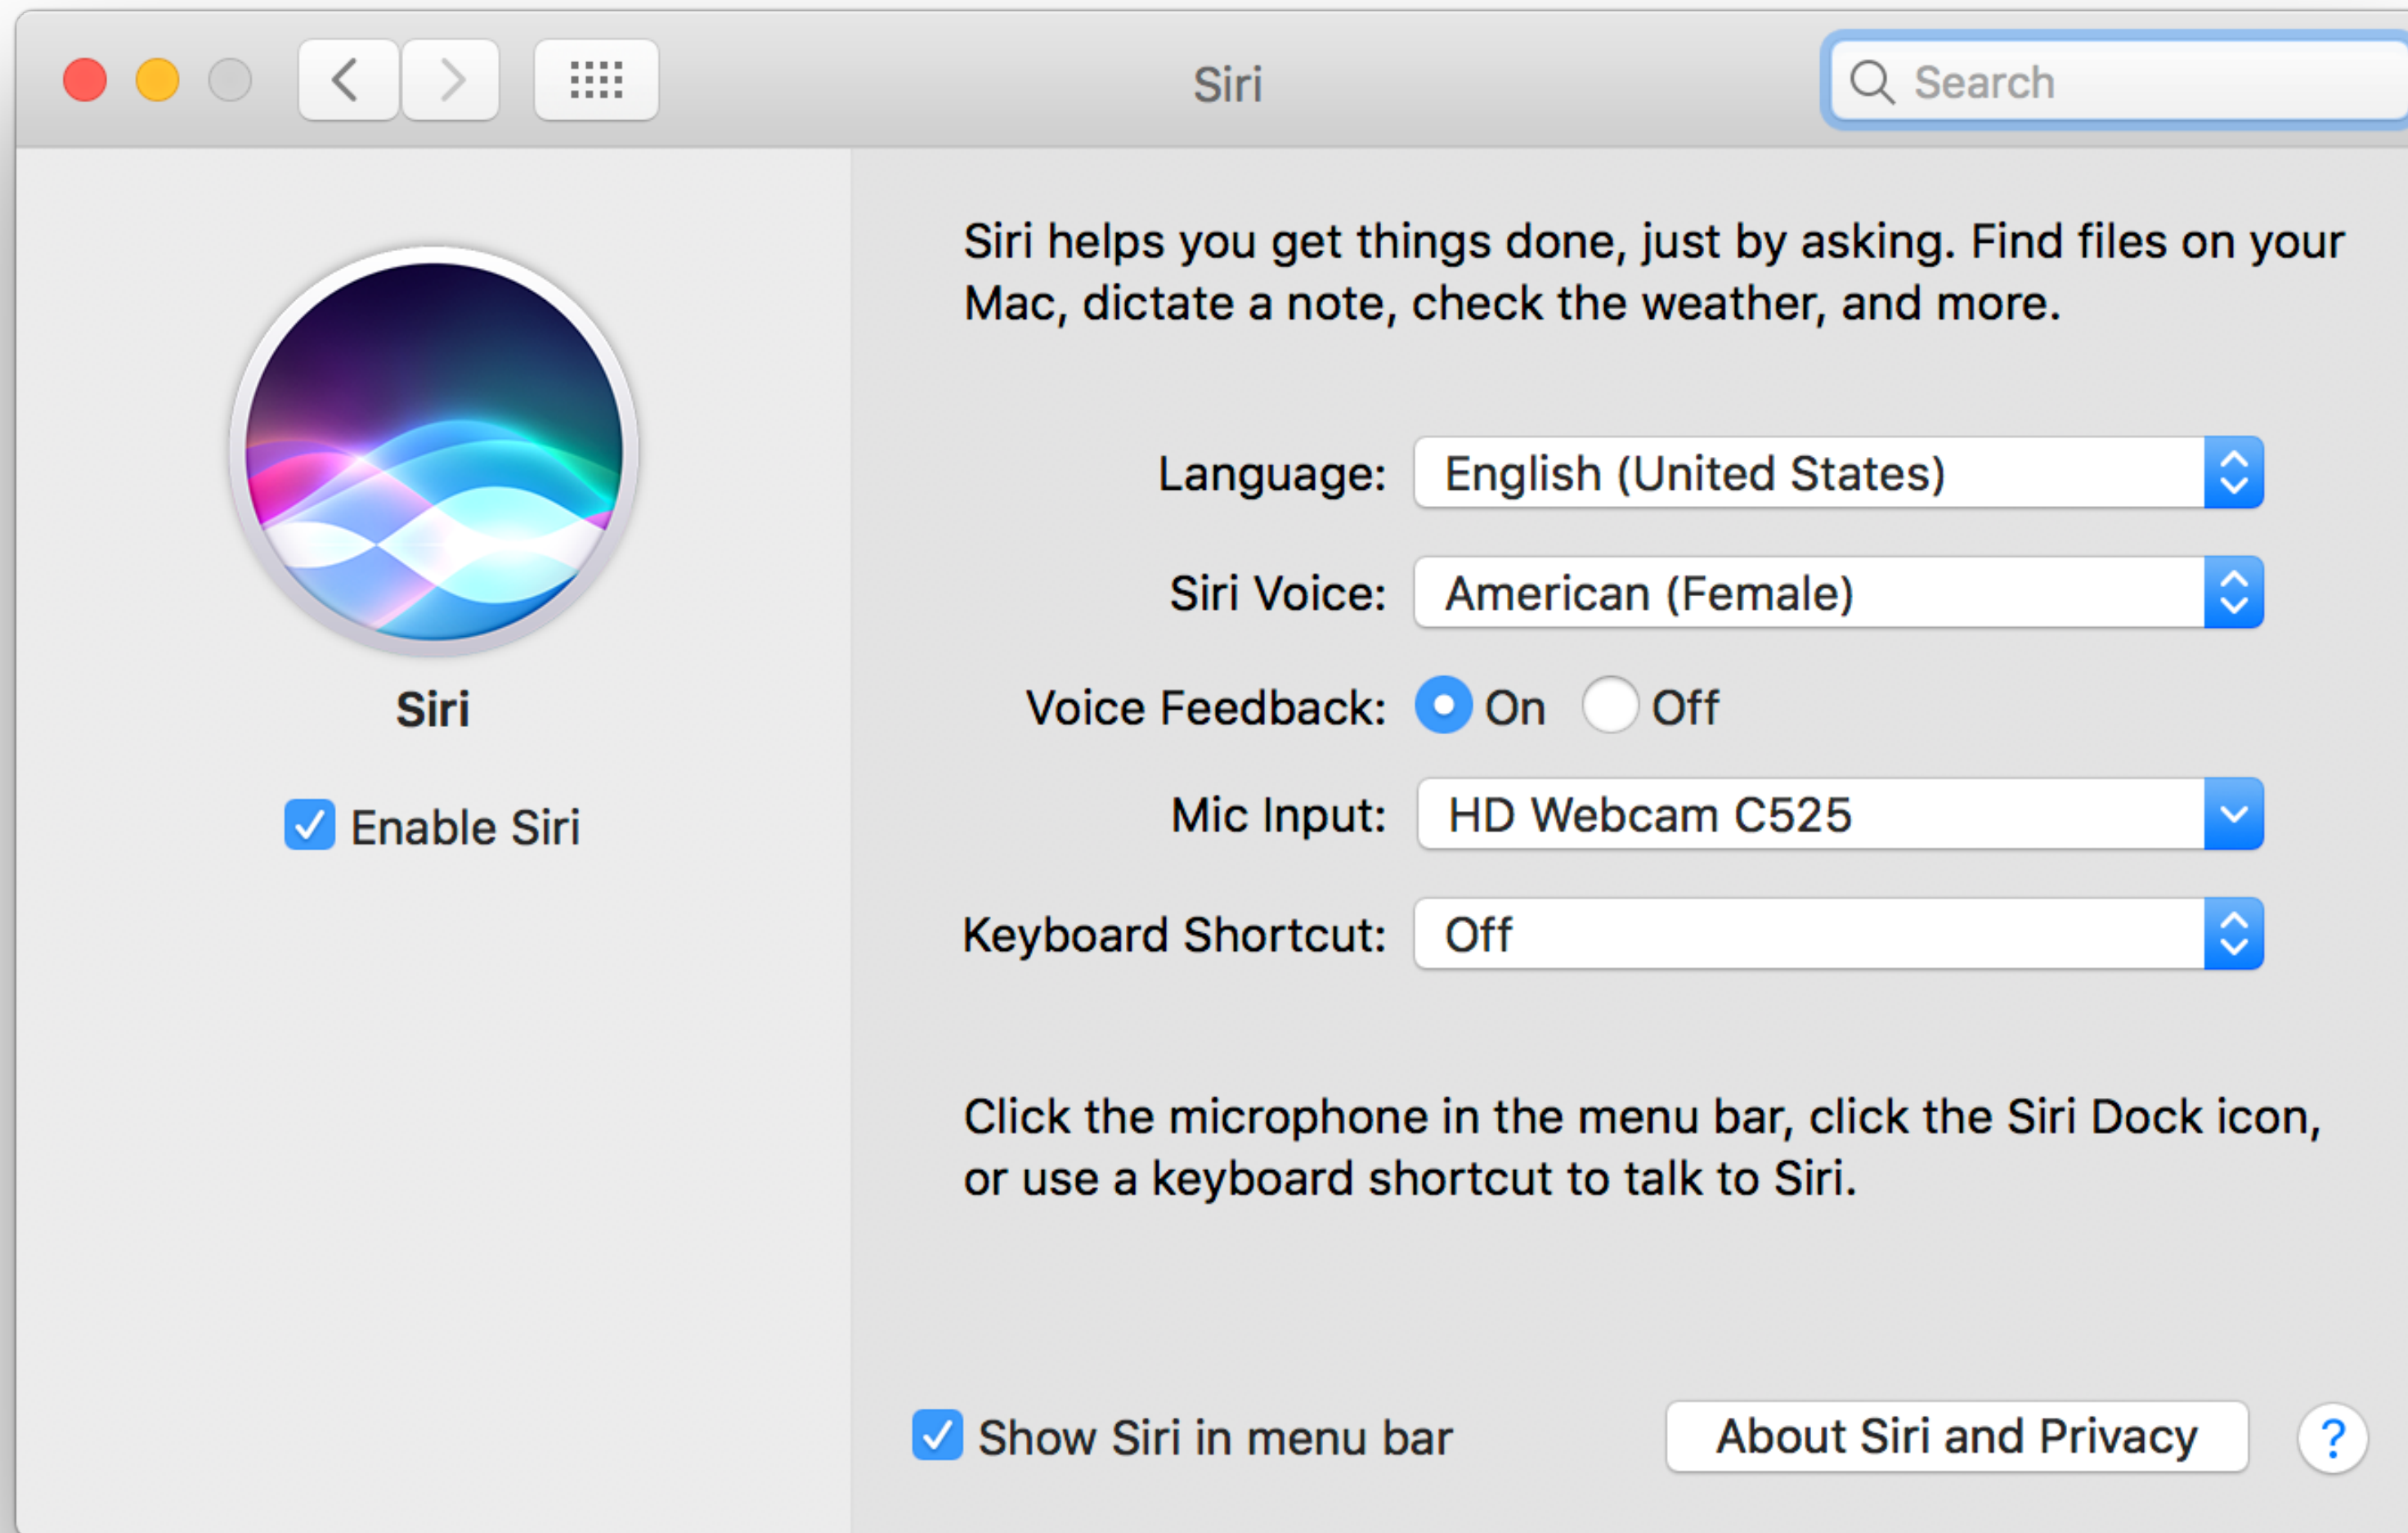 Siri
Search
Siri helps you get things done, just by asking. Find files on your
Mac, dictate a note, check the weather, and more.
Siri
Enable Siri
Language: English (United States)
Siri Voice: American (Female)
Voice Feedback: On Off
Mic Input: HD Webcam C525
Keyboard Shortcut: Off
Click the microphone in the menu bar, click the Siri Dock icon,
or use a keyboard shortcut to talk to Siri.
Show Siri in menu bar
About Siri and Privacy
?